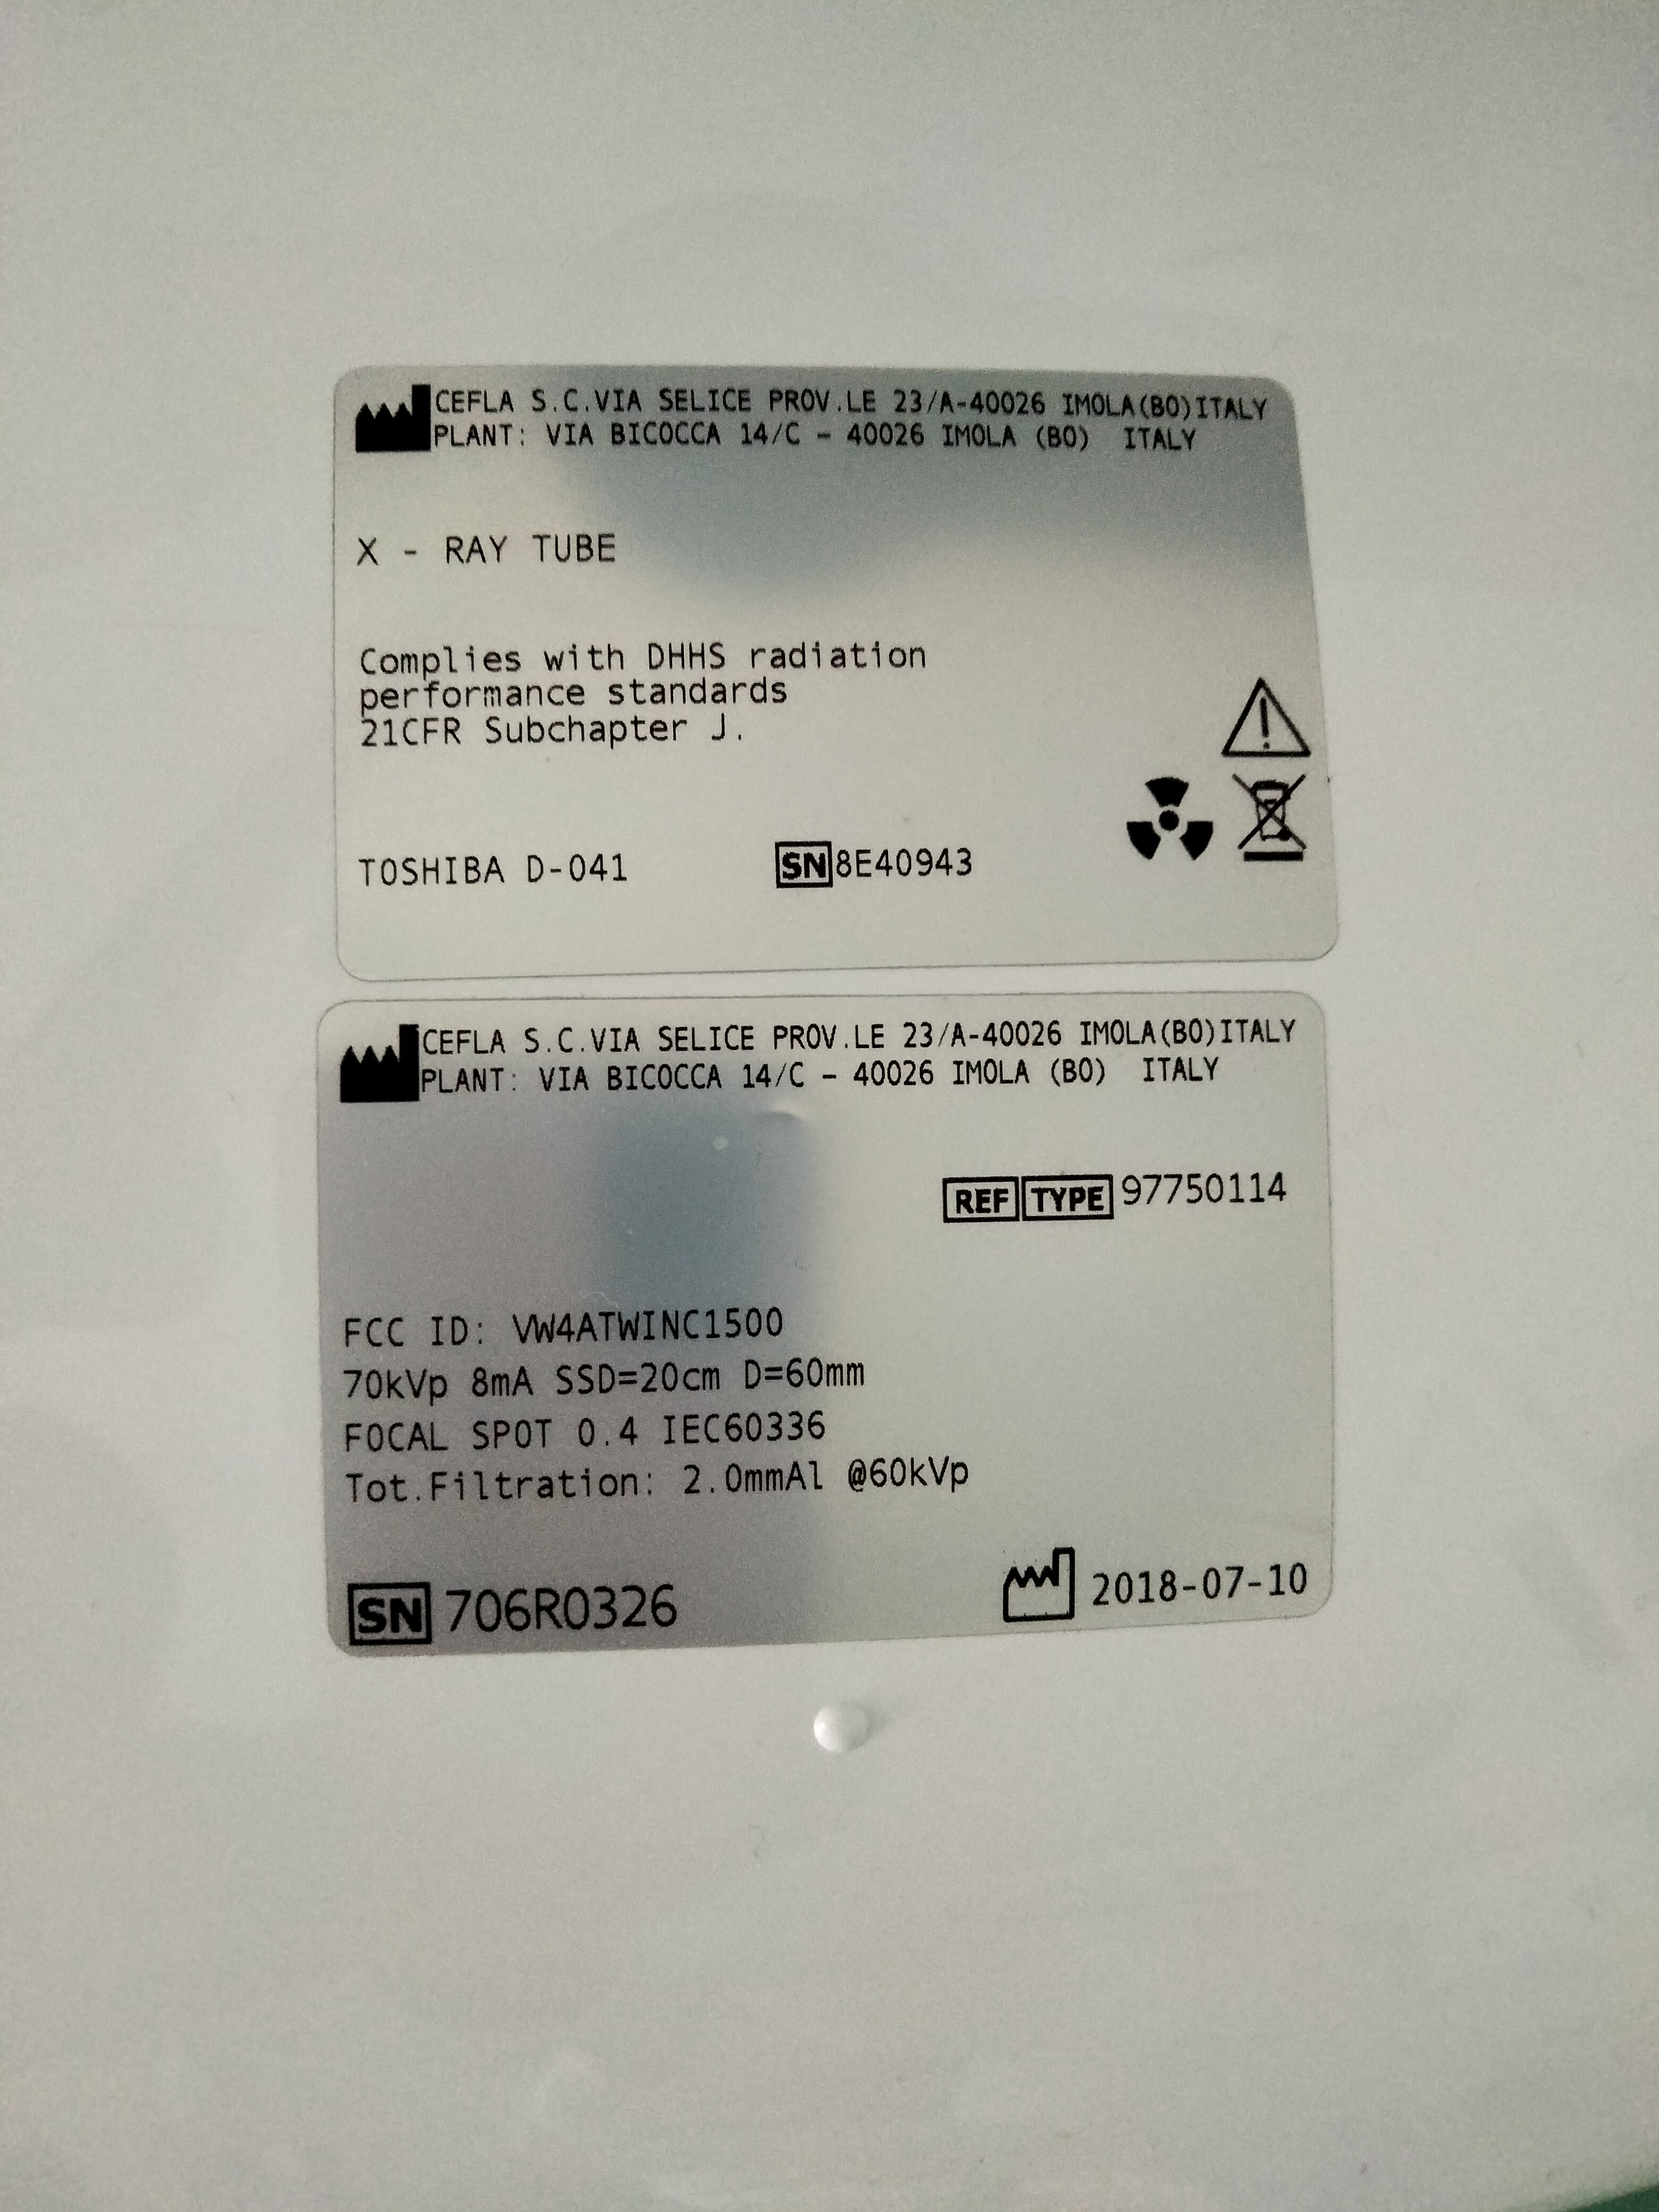 CEFLA S.C.VIA SELICE PROV.LE 23/A-40026 IMOLA(BO)ITALY
PLANT: VIA BICOCCA 14/C – 40026 IMOLA (BO) ITALY
X - RAY TUBE
Complies with DHHS radiation
performance standards
21CFR Subchapter J.
TOSHIBA D-041 SN 8E40943
CEFLA S.C.VIA SELICE PROV.LE 23/A-40026 IMOLA(BO)ITALY
PLANT: VIA BICOCCA 14/C – 40026 IMOLA (BO) ITALY
REF TYPE 97750114
FCC ID: VW4ATWINC1500
70kVp 8mA SSD=20cm D=60mm
FOCAL SPOT 0.4 IEC60336
Tot.Filtration: 2.0mmAl @60kVp
SN 706R0326 2018-07-10